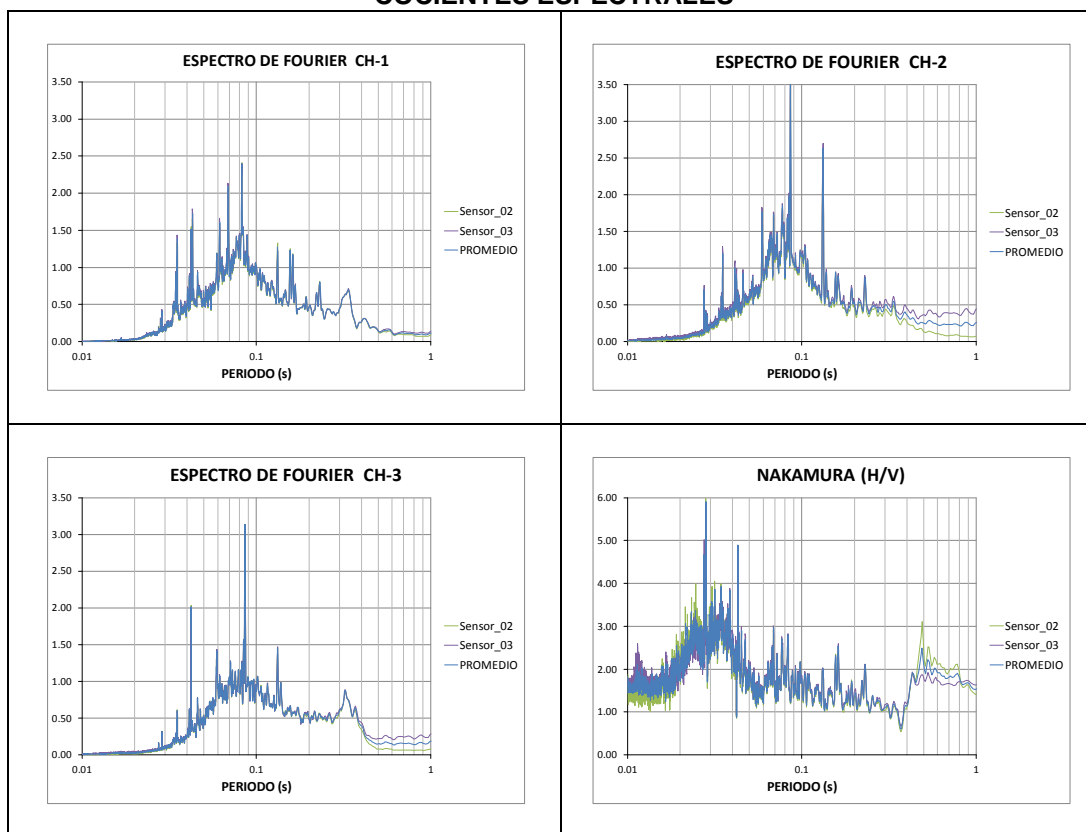 COCIENTES ESPECTRALES
ESPECTRO DE FOURIER CH-1
3.50
3.00
2.50
2.00
1.50
1.00
0.50
0.00
0.01
0.1
1
PERIODO (s)
Sensor_02
Sensor_03
PROMEDIO
ESPECTRO DE FOURIER CH-2
3.50
3.00
2.50
2.00
1.50
1.00
0.50
0.00
0.01
0.1
1
PERIODO (s)
Sensor_02
Sensor_03
PROMEDIO
ESPECTRO DE FOURIER CH-3
3.50
3.00
2.50
2.00
1.50
1.00
0.50
0.00
0.01
0.1
1
PERIODO (s)
Sensor_02
Sensor_03
PROMEDIO
NAKAMURA (H/V)
6.00
5.00
4.00
3.00
2.00
1.00
0.00
0.01
0.1
1
PERIODO (s)
Sensor_02
Sensor_03
PROMEDIO